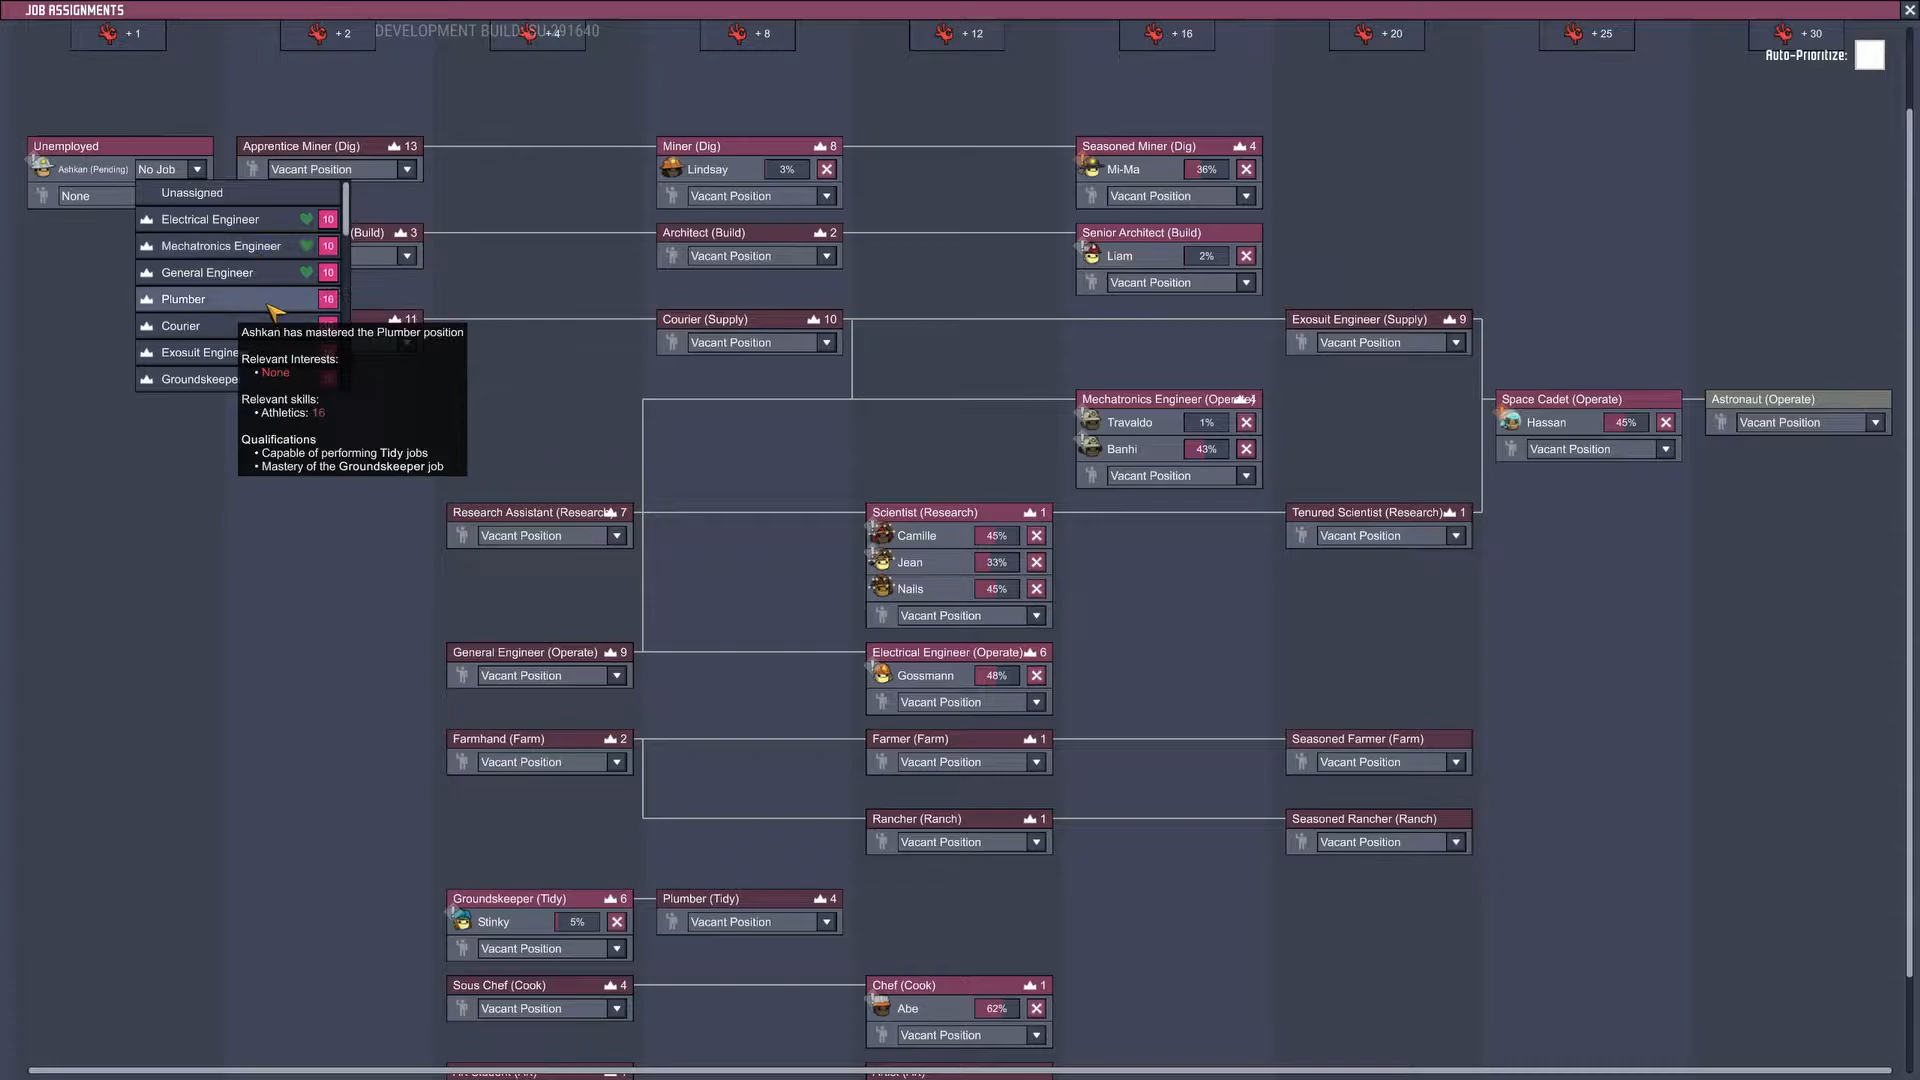 JOB ASSIGNMENTS
DEVELOPMENT BUILD: SU-291640
+ 1
+ 2
+ 4
+ 8
+ 12
+ 16
+ 20
+ 25
+ 30
Auto-Prioritize:
Unemployed
Ashkan (Pending) No Job
None
Unassigned
Electrical Engineer 10
Mechatronics Engineer 10
General Engineer 10
Plumber 16
Courier
Exosuit Engine
Groundskeepe
Ashkan has mastered the Plumber position
Relevant Interests:
• None
Relevant skills:
• Athletics: 16
Qualifications
• Capable of performing Tidy jobs
• Mastery of the Groundskeeper job
Apprentice Miner (Dig) 13
Vacant Position
(Build) 3
11
Miner (Dig) 8
Lindsay 3%
Vacant Position
Seasoned Miner (Dig) 4
Mi-Ma 36%
Vacant Position
Architect (Build) 2
Vacant Position
Senior Architect (Build)
Liam 2%
Vacant Position
Courier (Supply) 10
Vacant Position
Exosuit Engineer (Supply) 9
Vacant Position
Mechatronics Engineer (Operate) 4
Travaldo 1%
Banhi 43%
Vacant Position
Space Cadet (Operate)
Hassan 45%
Vacant Position
Astronaut (Operate)
Vacant Position
Research Assistant (Research) 7
Vacant Position
Scientist (Research) 1
Camille 45%
Jean 33%
Nails 45%
Vacant Position
Tenured Scientist (Research) 1
Vacant Position
General Engineer (Operate) 9
Vacant Position
Electrical Engineer (Operate) 6
Gossmann 48%
Vacant Position
Farmhand (Farm) 2
Vacant Position
Farmer (Farm) 1
Vacant Position
Seasoned Farmer (Farm)
Vacant Position
Rancher (Ranch) 1
Vacant Position
Seasoned Rancher (Ranch)
Vacant Position
Groundskeeper (Tidy) 6
Stinky 5%
Vacant Position
Plumber (Tidy) 4
Vacant Position
Sous Chef (Cook) 4
Vacant Position
Chef (Cook) 1
Abe 62%
Vacant Position